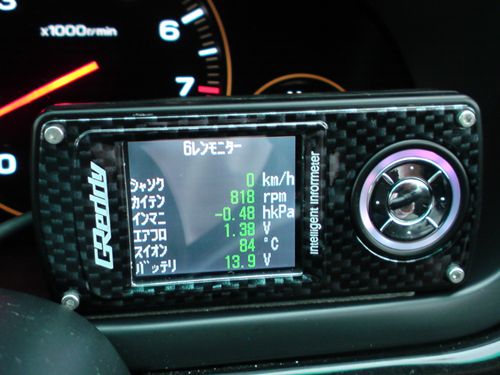 x1000r/min
6
7
0
GReddy
Intelligent Informeter
6レンモニター
シャソク 0 km/h
カイテン 818 rpm
インマニ -0.48 hkPa
エアフロ 1.38 V
スイオン 84 °C
バッテリ 13.9 V